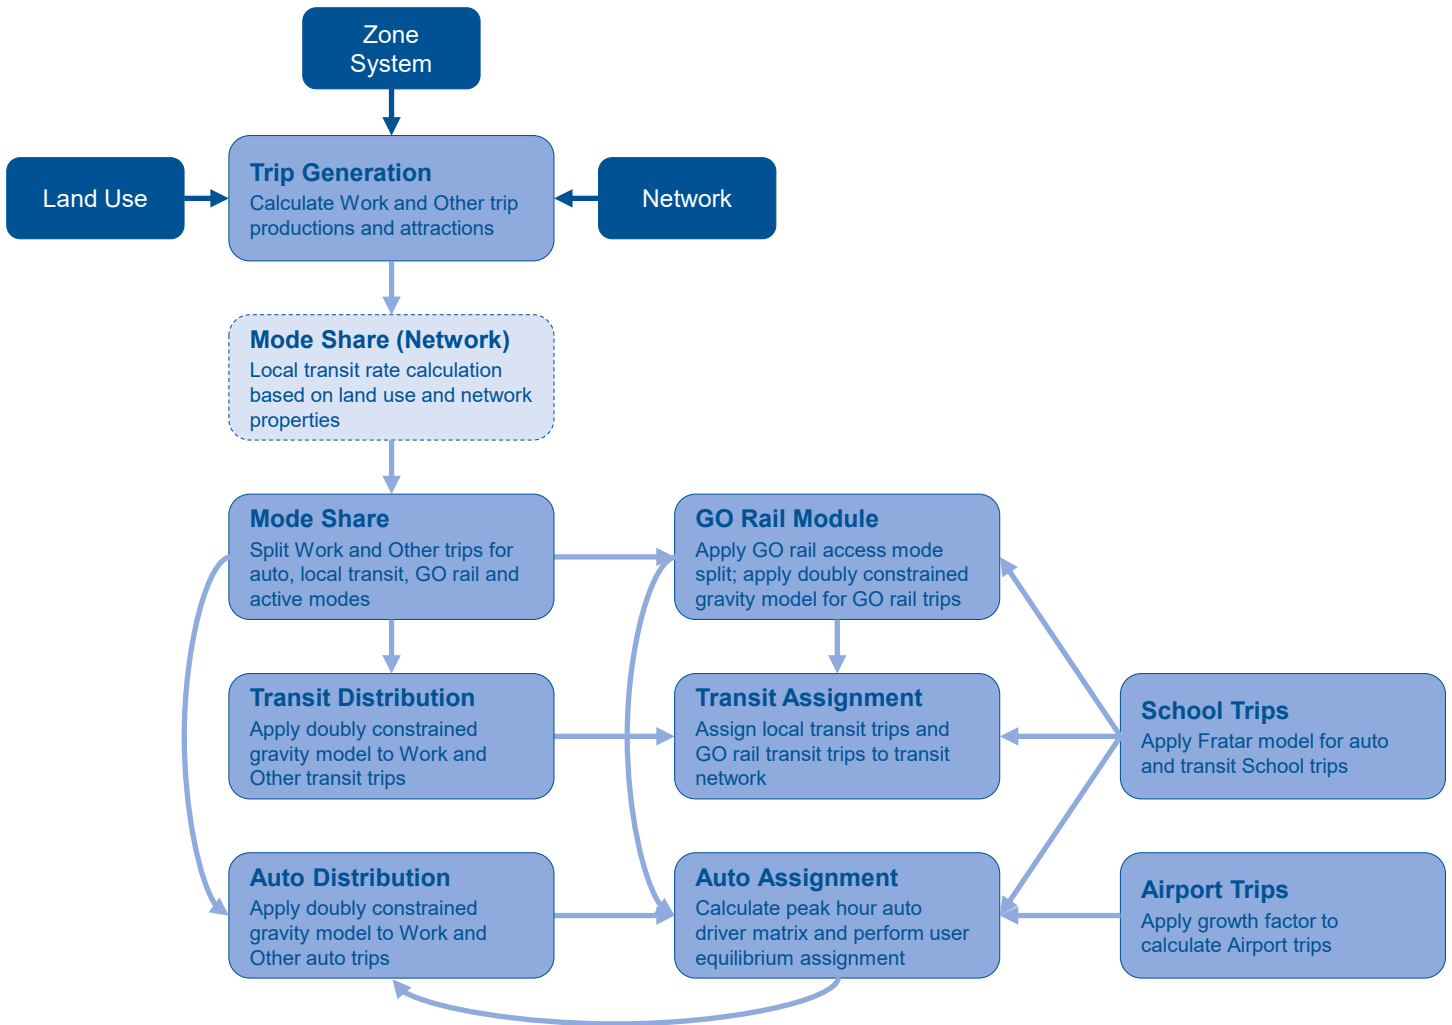 Zone
System
Land Use
Trip Generation
Calculate Work and Other trip
productions and attractions
Network
Mode Share (Network)
Local transit rate calculation
based on land use and network
properties
Mode Share
Split Work and Other trips for
auto, local transit, GO rail and
active modes
GO Rail Module
Apply GO rail access mode
split; apply doubly constrained
gravity model for GO rail trips
Transit Distribution
Apply doubly constrained
gravity model to Work and
Other transit trips
Transit Assignment
Assign local transit trips and
GO rail transit trips to transit
network
School Trips
Apply Fratar model for auto
and transit School trips
Auto Distribution
Apply doubly constrained
gravity model to Work and
Other auto trips
Auto Assignment
Calculate peak hour auto
driver matrix and perform user
equilibrium assignment
Airport Trips
Apply growth factor to
calculate Airport trips